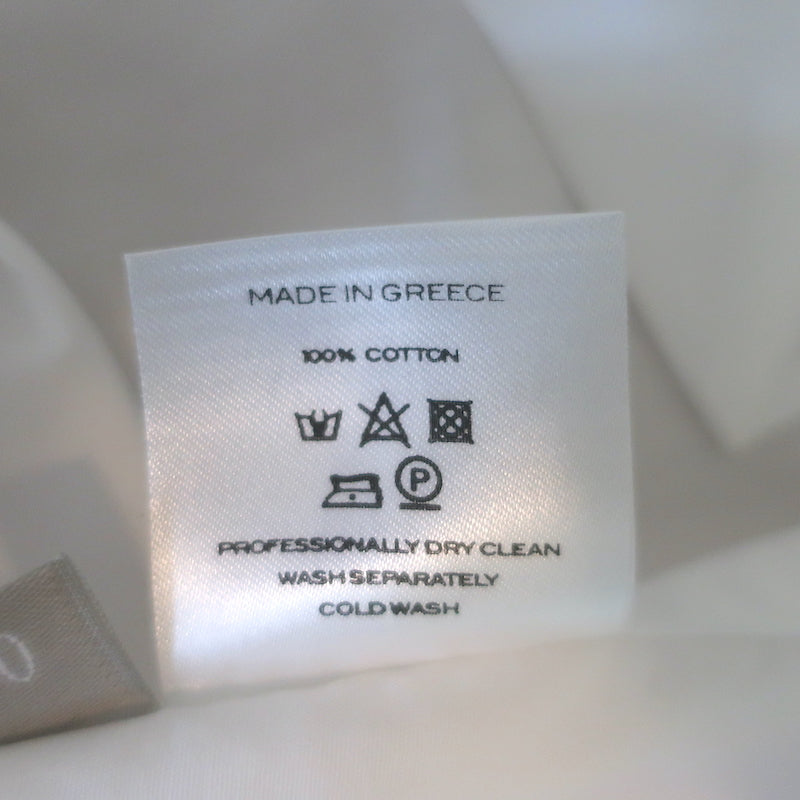 MADE IN GREECE
100% COTTON
P
PROFESSIONALLY DRY CLEAN
WASH SEPARATELY
COLD WASH